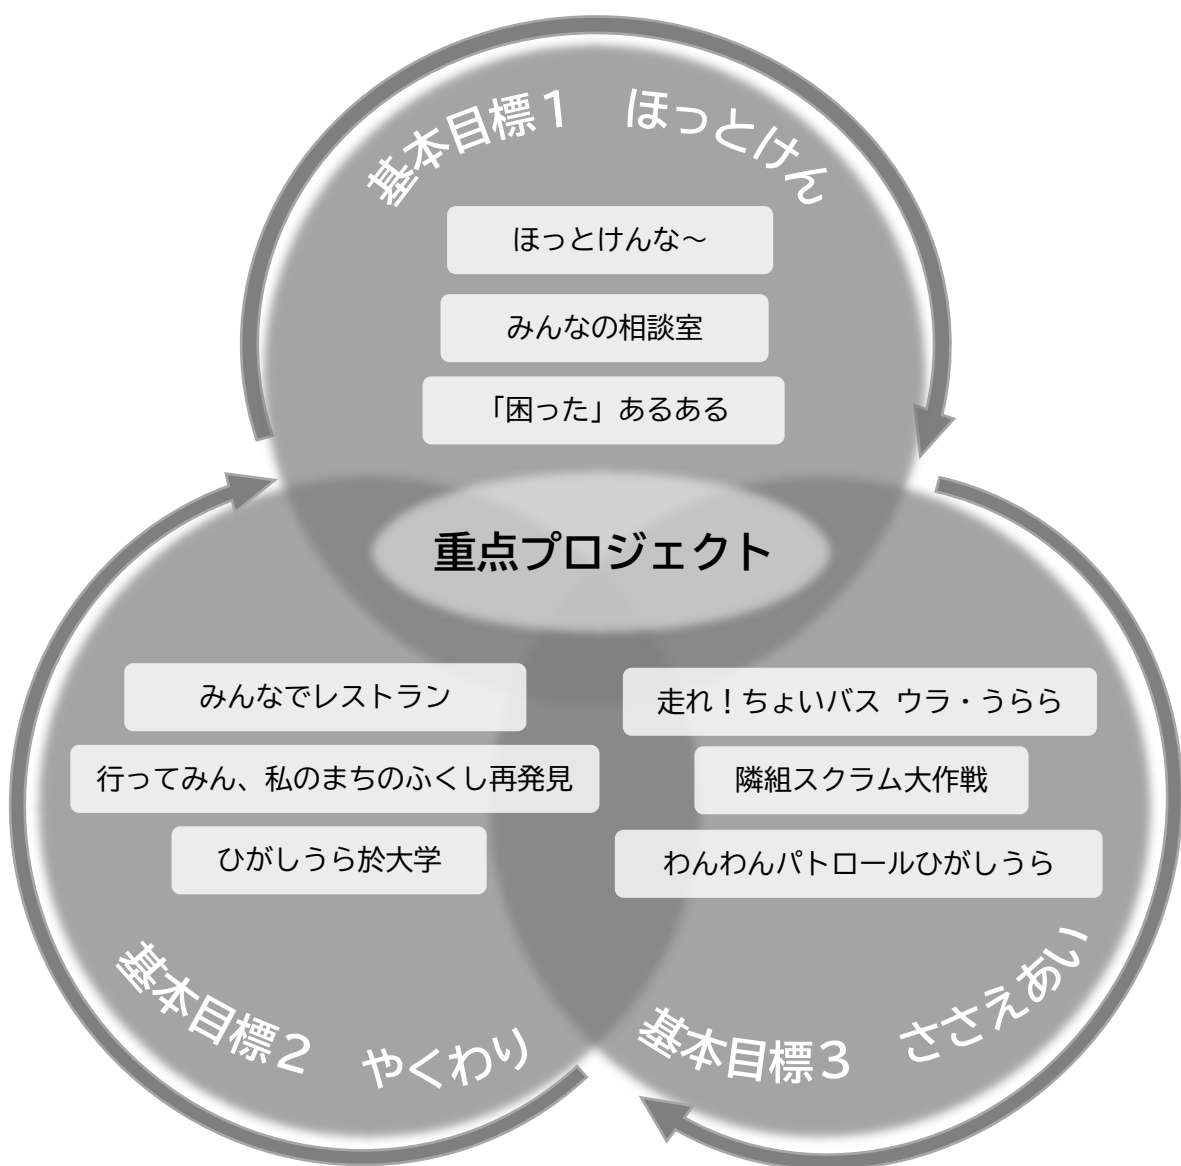 基本目標１　ほっとけん
ほっとけんな～
みんなの相談室
「困った」あるある
重点プロジェクト
みんなでレストラン
行ってみん、私のまちのふくし再発見
ひがしうら於大学
基本目標２　やくわり
走れ！ちょいバス ウラ・うらら
隣組スクラム大作戦
わんわんパトロールひがしうら
基本目標３　ささえあい